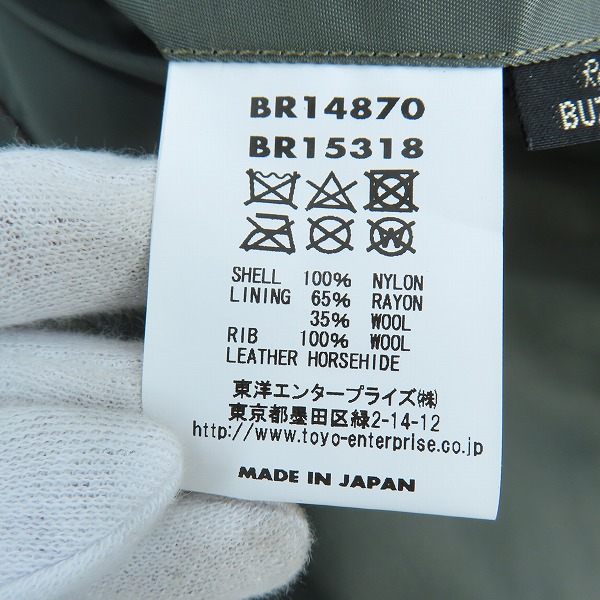 BR14870
BR15318
W
SHELL 100% NYLON
LINING 65% RAYON
35% WOOL
RIB 100% WOOL
LEATHER HORSEHIDE
東洋エンタープライズ㈱
東京都墨田区緑2-14-12
http://www.toyo-enterprise.co.jp
MADE IN JAPAN